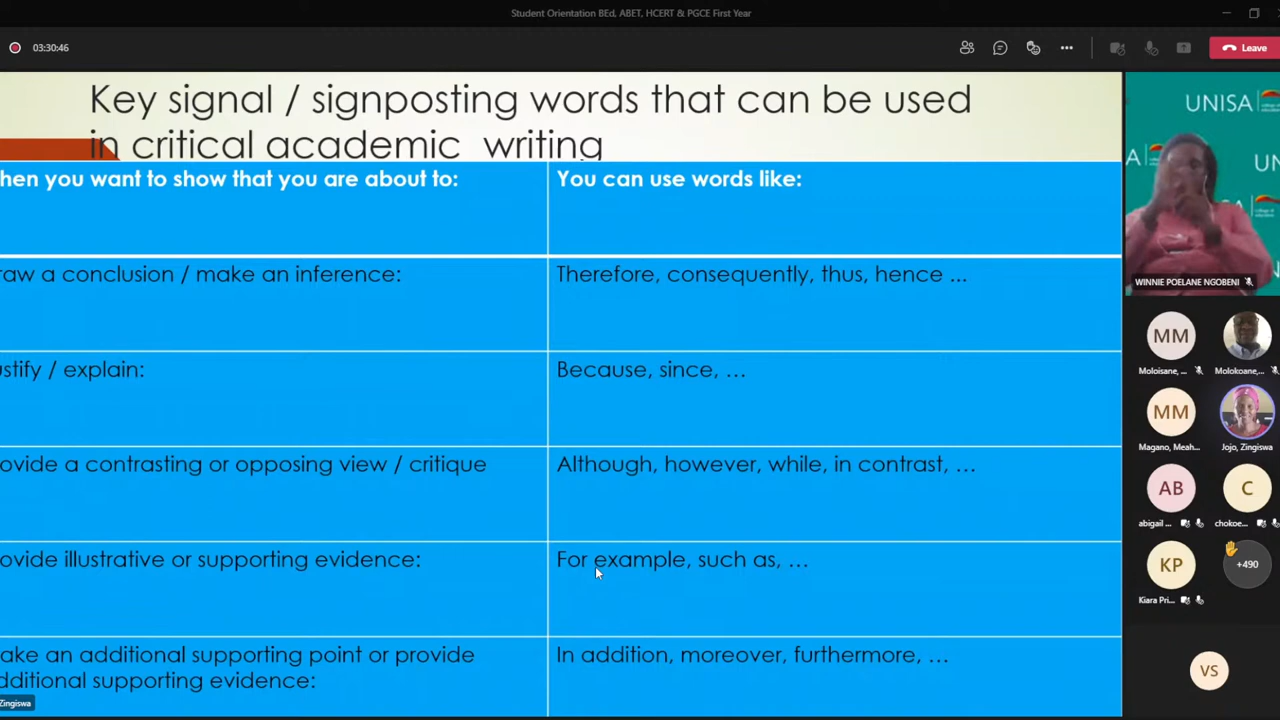 Student Orientation BEd, ABET, HCERT & PGCE First Year
03:30:46
Leave
Key signal / signposting words that can be used
in critical academic writing
hen you want to show that you are about to:
You can use words like:
raw a conclusion / make an inference:
Therefore, consequently, thus, hence ...
ustify / explain:
Because, since, …
ovide a contrasting or opposing view / critique
Although, however, while, in contrast, …
ovide illustrative or supporting evidence:
For example, such as, …
ake an additional supporting point or provide
dditional supporting evidence:
In addition, moreover, furthermore, …
Zingiswa
UNISA
UN
WINNIE POELANE NGOBENI
MM
Moloisane, ...
Molokoane,...
MM
Magano, Meah...
Jojo, Zingiswa
AB
abigail ...
C
chokoe...
KP
Kiara Pri...
+490
VS